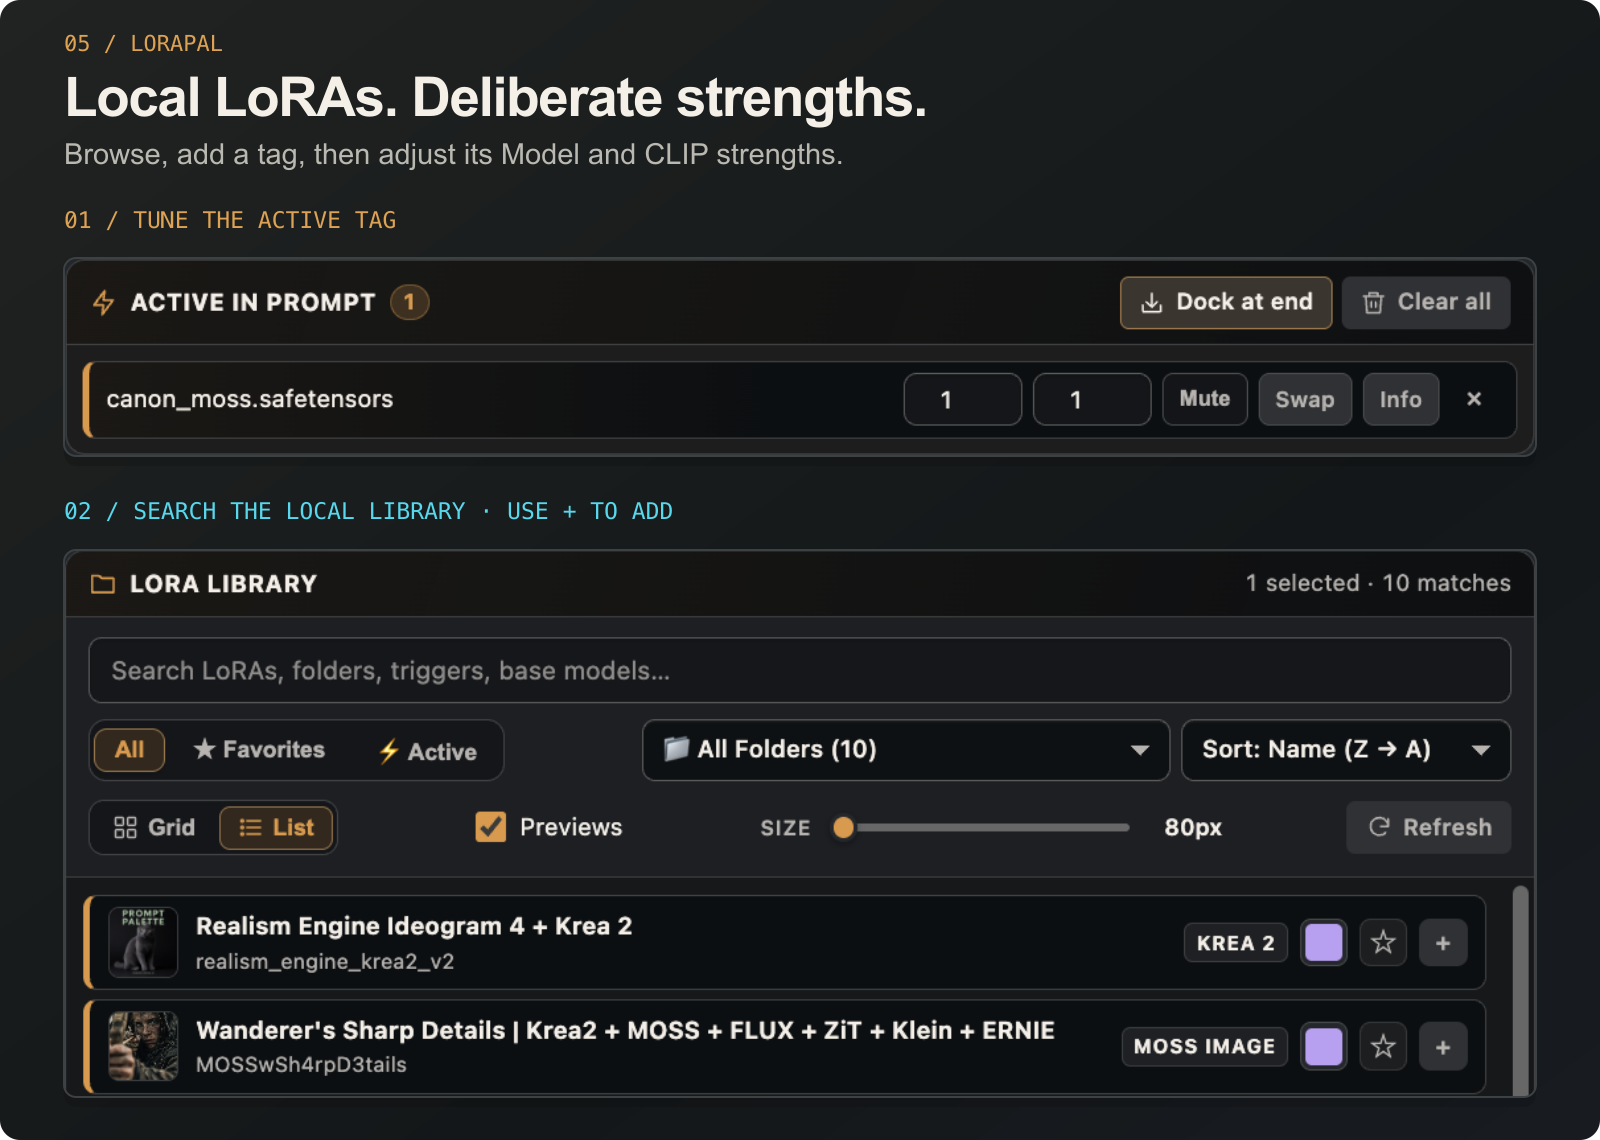 05 / LORAPAL
Local LoRAs. Deliberate strengths.
Browse, add a tag, then adjust its Model and CLIP strengths.
01 / TUNE THE ACTIVE TAG
ACTIVE IN PROMPT 1 Dock at end Clear all
canon_moss.safetensors 1 1 Mute Swap Info ×
02 / SEARCH THE LOCAL LIBRARY · USE + TO ADD
LORA LIBRARY 1 selected · 10 matches
Search LoRAs, folders, triggers, base models...
All ★ Favorites ⚡ Active 📁 All Folders (10) Sort: Name (Z → A)
Grid List Previews SIZE 80px Refresh
PROMPT
PALETTE
Realism Engine Ideogram 4 + Krea 2 KREA 2 ☆ +
realism_engine_krea2_v2
Wanderer's Sharp Details | Krea2 + MOSS + FLUX + ZiT + Klein + ERNIE MOSS IMAGE ☆ +
MOSSwSh4rpD3tails